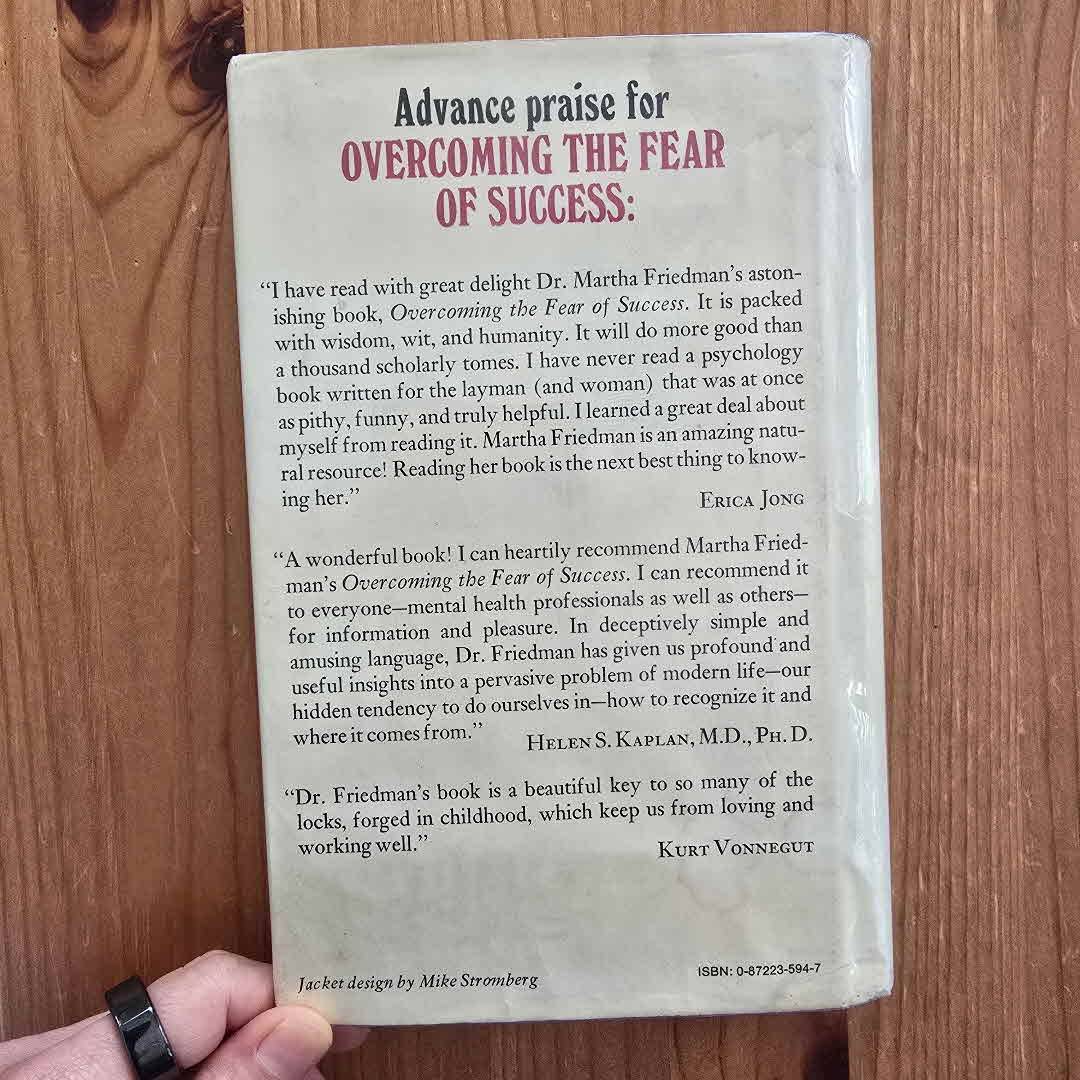 Advance praise for
OVERCOMING THE FEAR
OF SUCCESS:
“I have read with great delight Dr. Martha Friedman’s aston-
ishing book, Overcoming the Fear of Success. It is packed
with wisdom, wit, and humanity. It will do more good than
a thousand scholarly tomes. I have never read a psychology
book written for the layman (and woman) that was at once
as pithy, funny, and truly helpful. I learned a great deal about
myself from reading it. Martha Friedman is an amazing natu-
ral resource! Reading her book is the next best thing to know-
ing her.” ERICA JONG
“A wonderful book! I can heartily recommend Martha Fried-
man’s Overcoming the Fear of Success. I can recommend it
to everyone—mental health professionals as well as others—
for information and pleasure. In deceptively simple and
amusing language, Dr. Friedman has given us profound and
useful insights into a pervasive problem of modern life—our
hidden tendency to do ourselves in—how to recognize it and
where it comes from.” HELEN S. KAPLAN, M.D., PH. D.
“Dr. Friedman’s book is a beautiful key to so many of the
locks, forged in childhood, which keep us from loving and
working well.” KURT VONNEGUT
Jacket design by Mike Stromberg ISBN: 0-87223-594-7